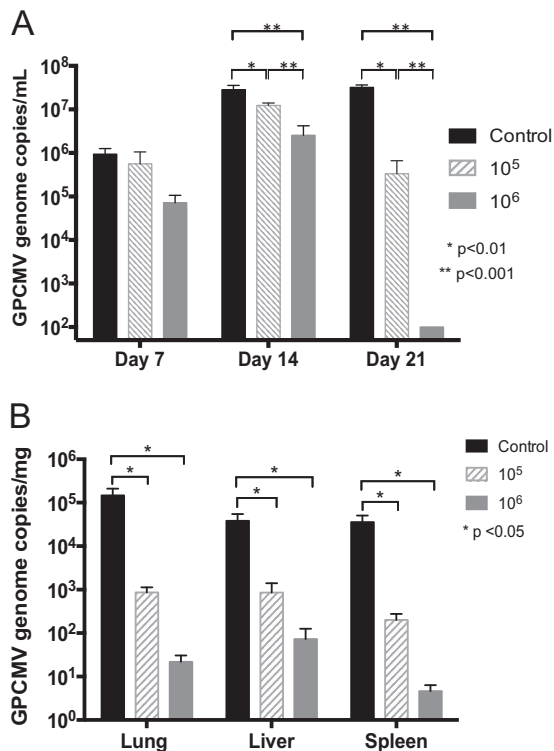 A
** **
* ** * **
GPCMV genome copies/mL
10⁸
10⁷
10⁶
10⁵
10⁴
10³
10²
Control
10⁵
10⁶
* p<0.01
** p<0.001
Day 7 Day 14 Day 21
B
GPCMV genome copies/mg
10⁶
10⁵
10⁴
10³
10²
10¹
10⁰
* * *
* * *
Control
10⁵
10⁶
* p <0.05
Lung Liver Spleen